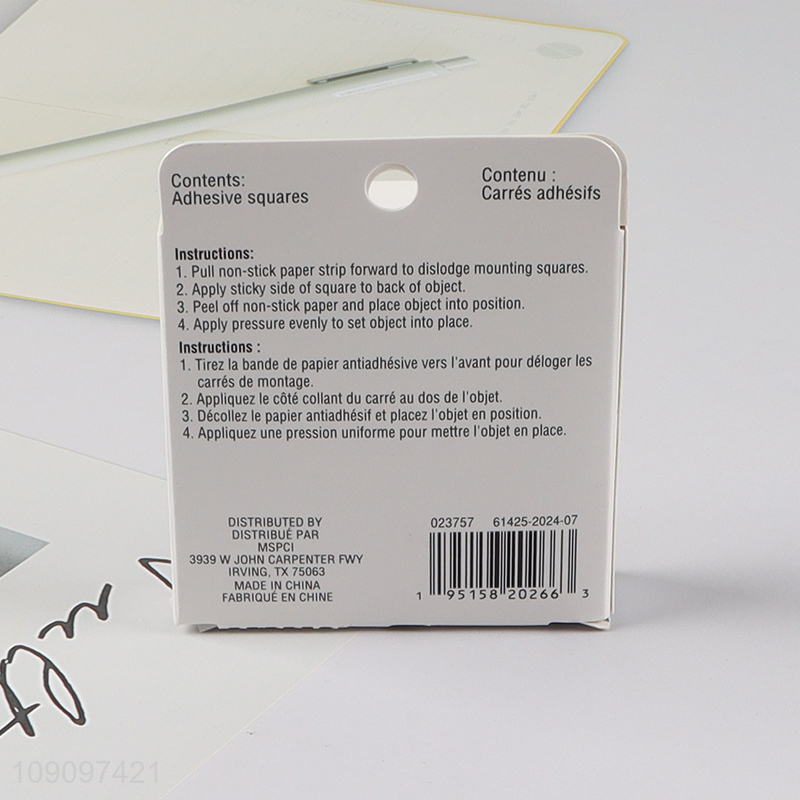 Contents:
Adhesive squares
Contenu :
Carrés adhésifs
Instructions:
1. Pull non-stick paper strip forward to dislodge mounting squares.
2. Apply sticky side of square to back of object.
3. Peel off non-stick paper and place object into position.
4. Apply pressure evenly to set object into place.
Instructions :
1. Tirez la bande de papier antiadhésive vers l'avant pour déloger les
carrés de montage.
2. Appliquez le côté collant du carré au dos de l'objet.
3. Décollez le papier antiadhésif et placez l'objet en position.
4. Appliquez une pression uniforme pour mettre l'objet en place.
DISTRIBUTED BY
DISTRIBUÉ PAR
MSPCI
3939 W JOHN CARPENTER FWY
IRVING, TX 75063
MADE IN CHINA
FABRIQUÉ EN CHINE
023757 61425-2024-07
1 95158 20266 3
109097421